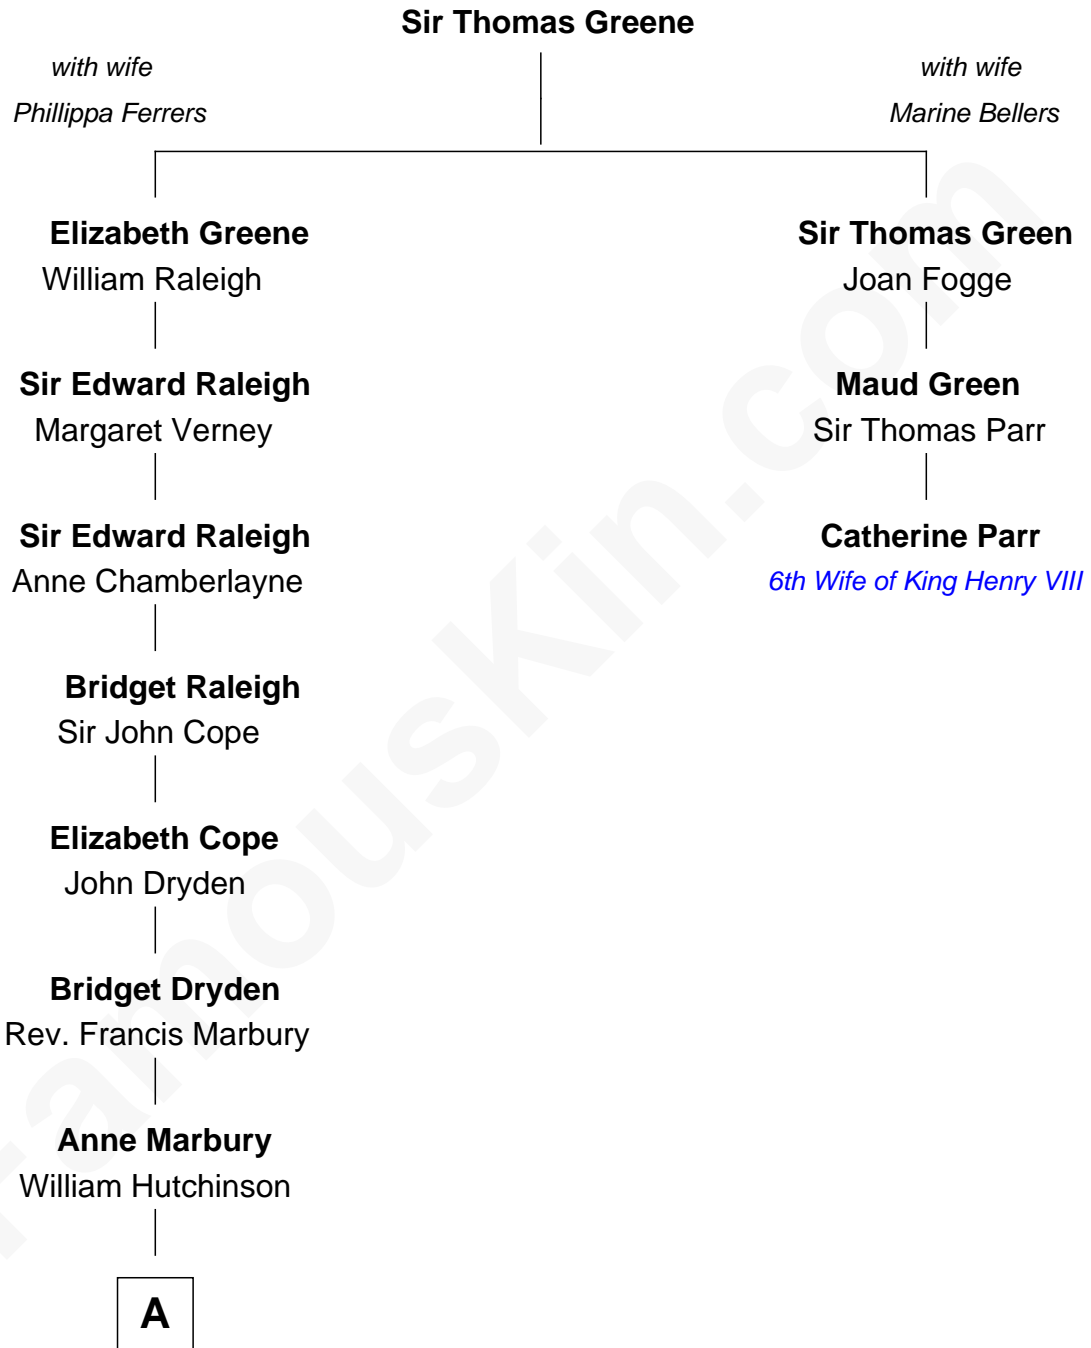 Sir Thomas Greene
with wife
Phillippa Ferrers
with wife
Marine Bellers
Elizabeth Greene
William Raleigh
Sir Thomas Green
Joan Fogge
Sir Edward Raleigh
Margaret Verney
Maud Green
Sir Thomas Parr
Sir Edward Raleigh
Anne Chamberlayne
Catherine Parr
6th Wife of King Henry VIII
Bridget Raleigh
Sir John Cope
Elizabeth Cope
John Dryden
Bridget Dryden
Rev. Francis Marbury
Anne Marbury
William Hutchinson
A
FamousKin.com